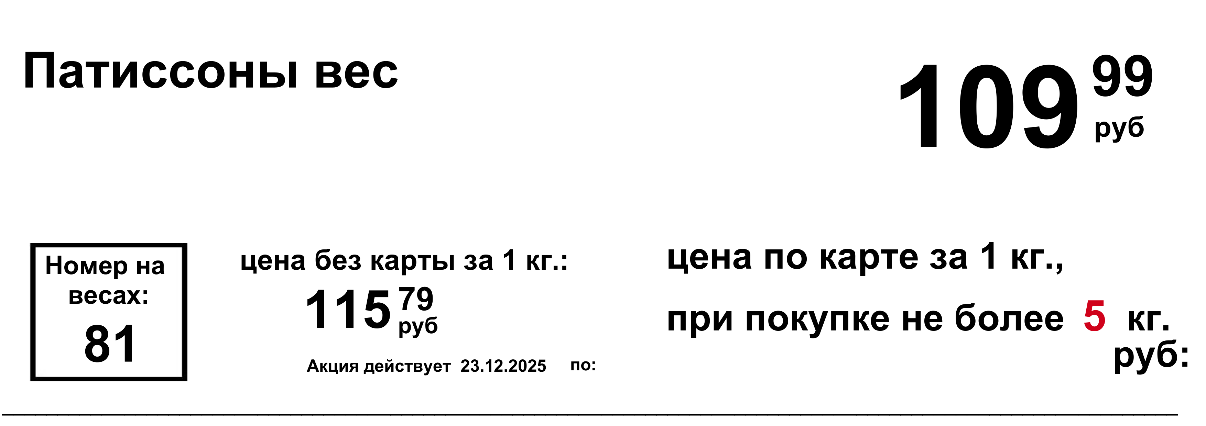 Патиссоны вес
109 99
руб
Номер на
весах:
81
цена без карты за 1 кг.:
115 79
руб
Акция действует 23.12.2025 по:
цена по карте за 1 кг.,
при покупке не более 5 кг.
руб: